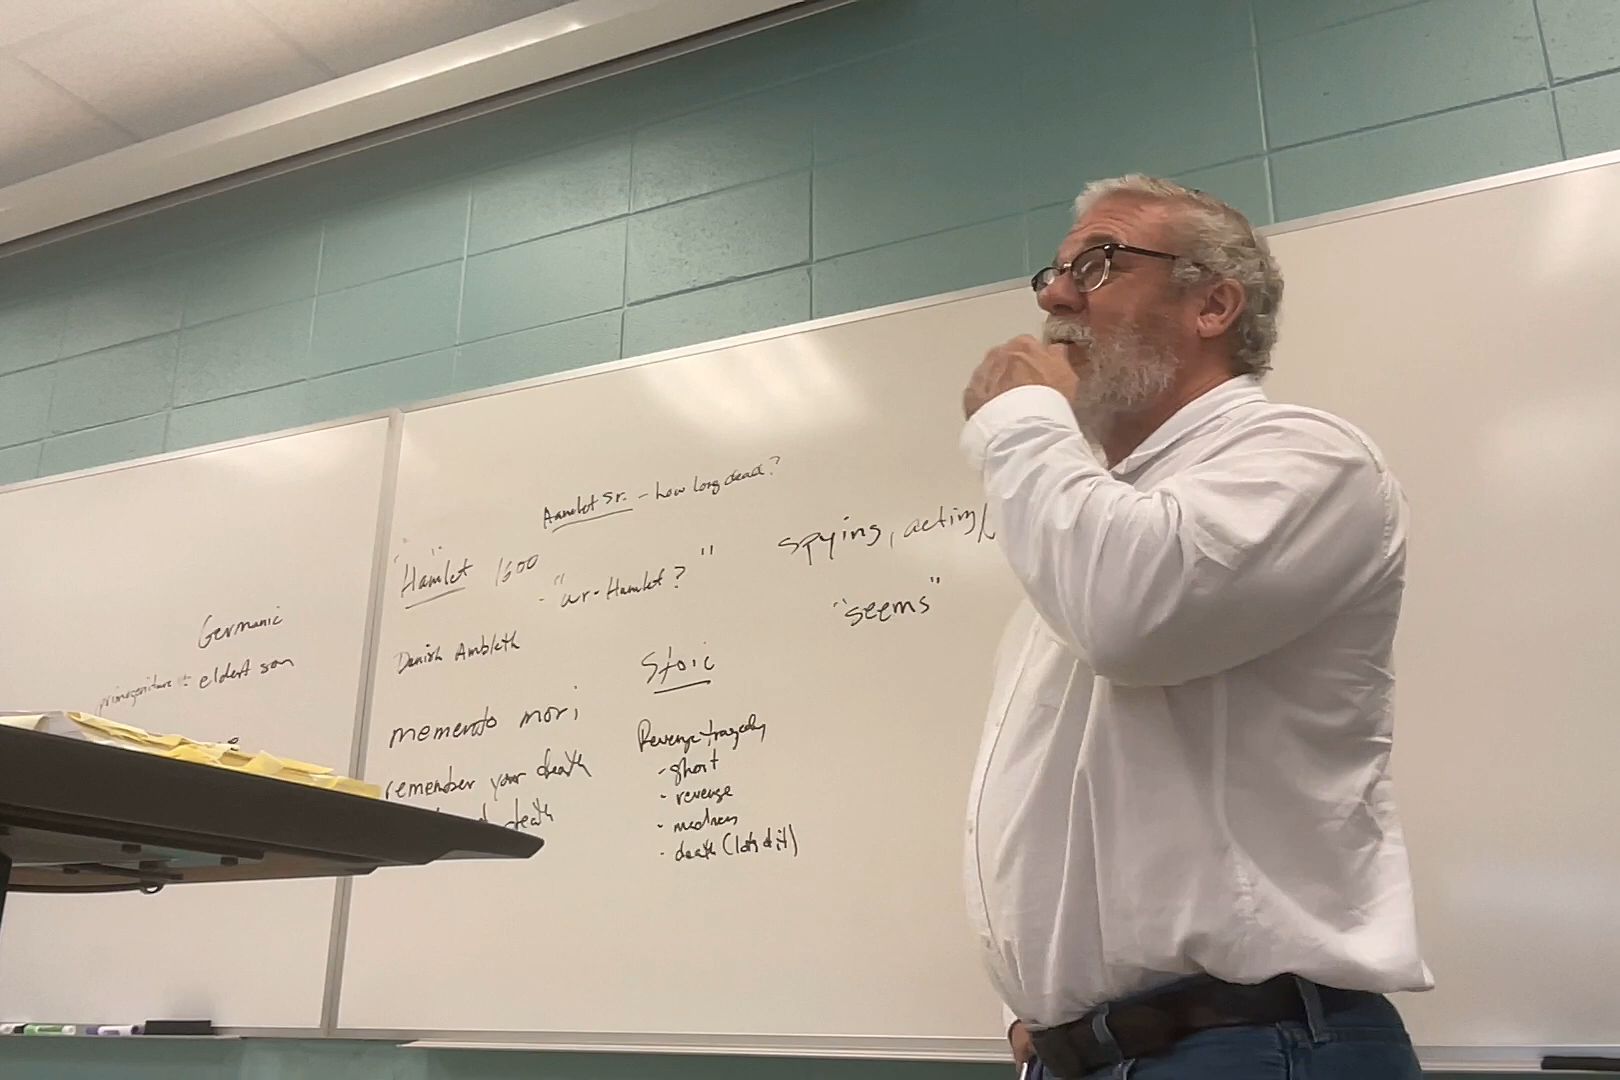 Germanic
primogeniture : eldest son
Hamlet Sr. - how long dead?
"Hamlet" 1600
- "ur-Hamlet?"
Danish Ambleth
memento mori
remember your death
death
Stoic
Revenge tragedy
- ghost
- revenge
- madness
- death (lots of it)
spying, acting
"seems"